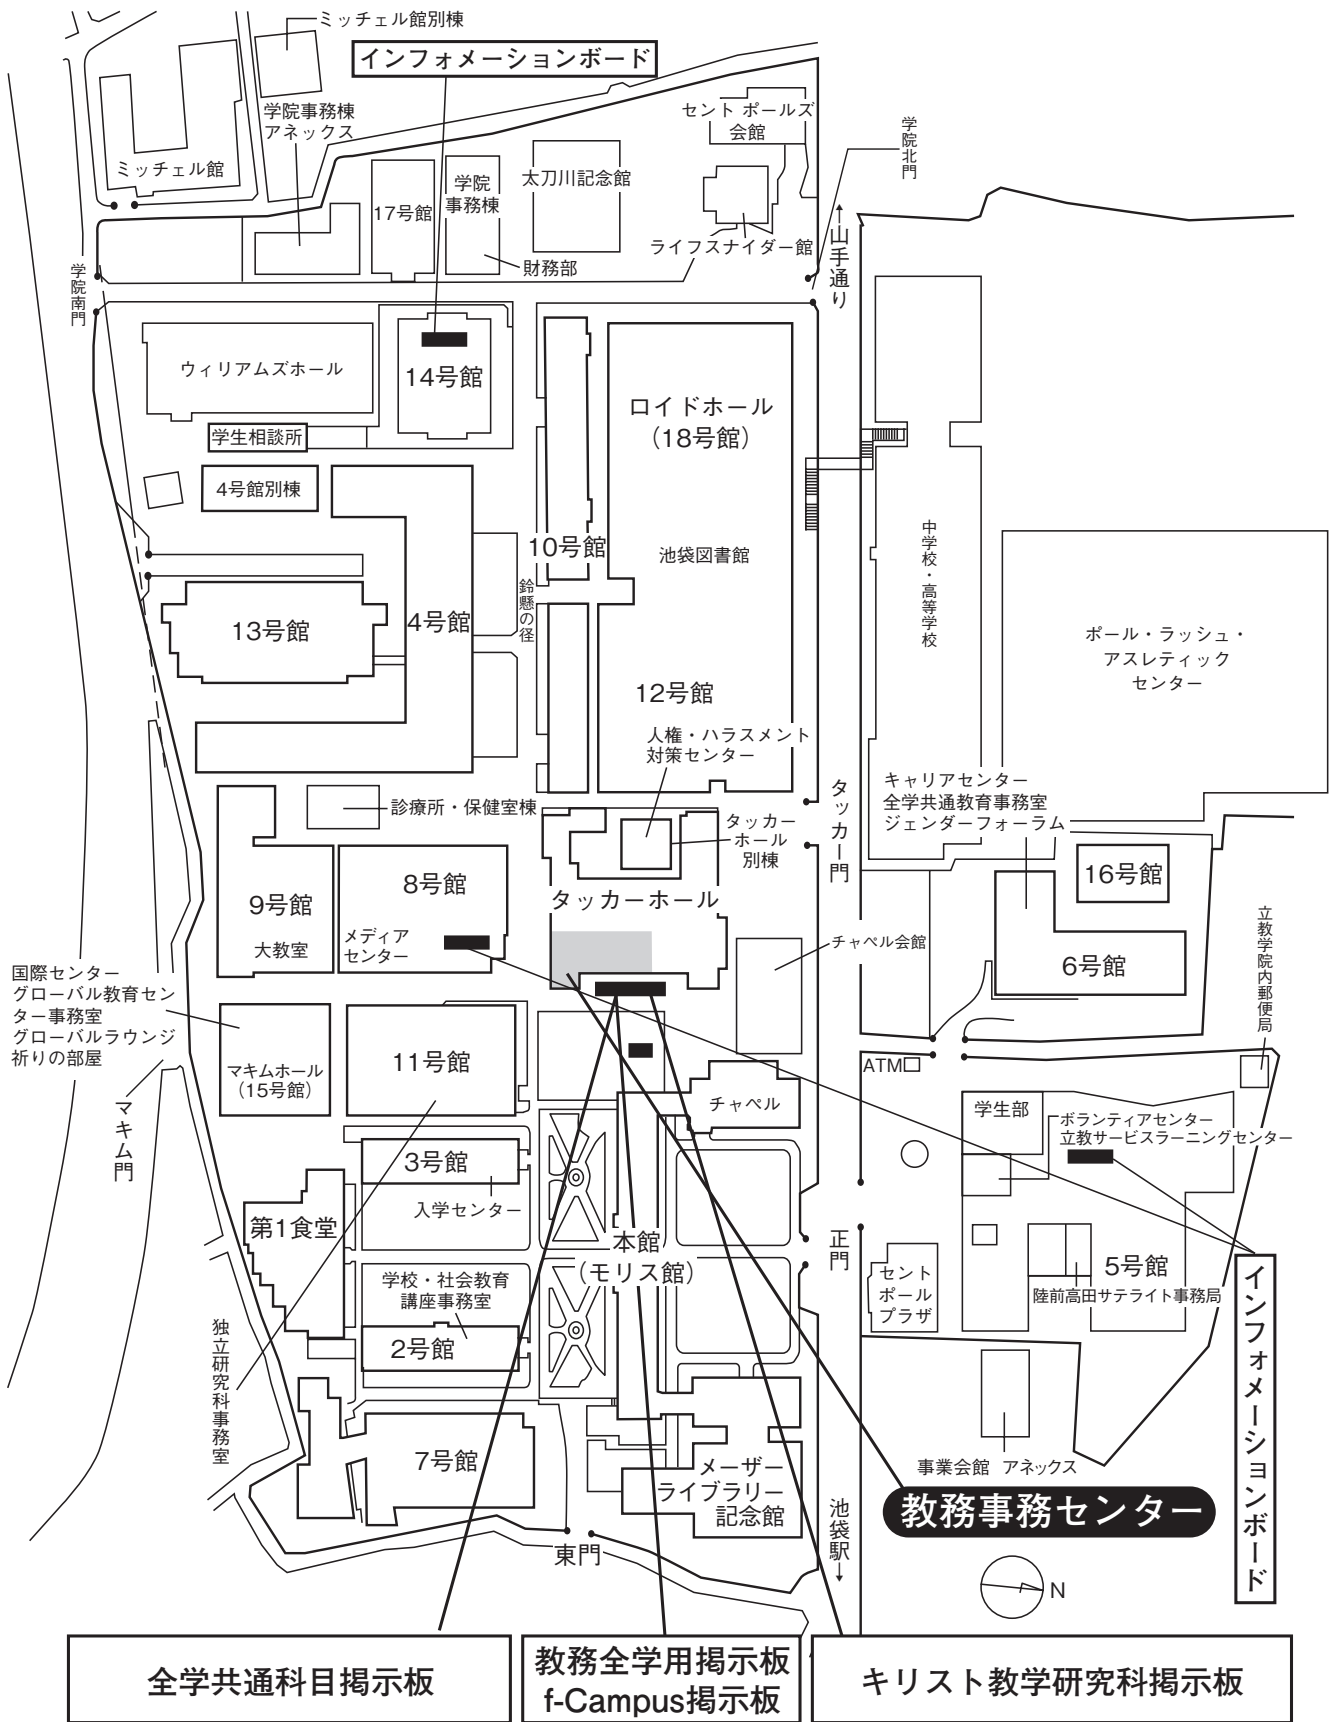 ミッチェル館別棟
インフォメーションボード
学院事務棟
アネックス
セント ポールズ
会館
学院北門
ミッチェル館
17号館
学院
事務棟
太刀川記念館
ライフスナイダー館
財務部
←山手通り
学院南門
ウィリアムズホール
14号館
ロイドホール
（18号館）
学生相談所
4号館別棟
10号館
池袋図書館
中学校・高等学校
鈴懸の径
13号館
4号館
ポール・ラッシュ・
アスレティック
センター
12号館
人権・ハラスメント
対策センター
キャリアセンター
全学共通教育事務室
ジェンダーフォーラム
タッカー門
診療所・保健室棟
タッカー
ホール
別棟
16号館
8号館
9号館
タッカーホール
大教室
メディア
センター
チャペル会館
6号館
立教学院内郵便局
国際センター
グローバル教育セン
ター事務室
グローバルラウンジ
祈りの部屋
マキムホール
（15号館）
11号館
ATM
チャペル
学生部
ボランティアセンター
立教サービスラーニングセンター
マキム門
3号館
入学センター
第1食堂
本館
（モリス館）
正門
セント
ポール
プラザ
5号館
陸前高田サテライト事務局
インフォメーションボード
学校・社会教育
講座事務室
2号館
独立研究科事務室
7号館
メーザー
ライブラリー
記念館
事業会館 アネックス
教務事務センター
池袋駅→
東門
N
全学共通科目掲示板
教務全学用掲示板
f-Campus掲示板
キリスト教学研究科掲示板